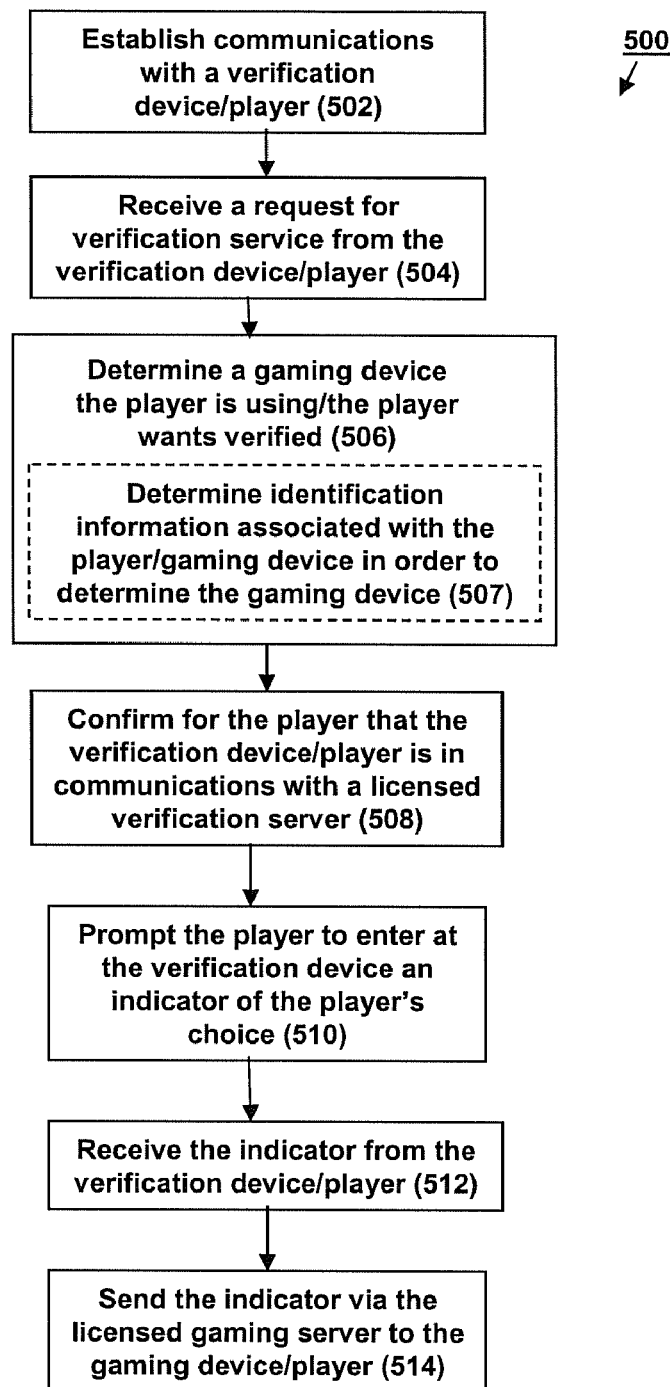 Establish communications
with a verification
device/player (502)
500
Receive a request for
verification service from the
verification device/player (504)
Determine a gaming device
the player is using/the player
wants verified (506)
Determine identification
information associated with the
player/gaming device in order to
determine the gaming device (507)
Confirm for the player that the
verification device/player is in
communications with a licensed
verification server (508)
Prompt the player to enter at
the verification device an
indicator of the player's
choice (510)
Receive the indicator from the
verification device/player (512)
Send the indicator via the
licensed gaming server to the
gaming device/player (514)